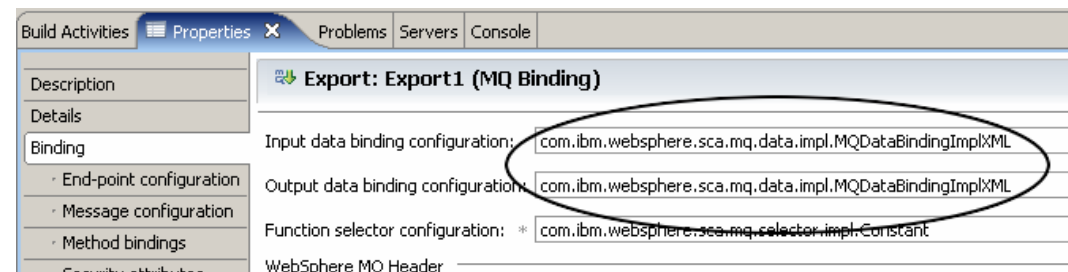 Build Activities Properties Problems Servers Console
Description
Details
Binding
End-point configuration
Message configuration
Method bindings
Security attributes
Export: Export1 (MQ Binding)
Input data binding configuration: com.ibm.websphere.sca.mq.data.impl.MQDataBindingImplXML
Output data binding configuration: com.ibm.websphere.sca.mq.data.impl.MQDataBindingImplXML
Function selector configuration: * com.ibm.websphere.sca.mq.selector.impl.Constant
WebSphere MQ Header